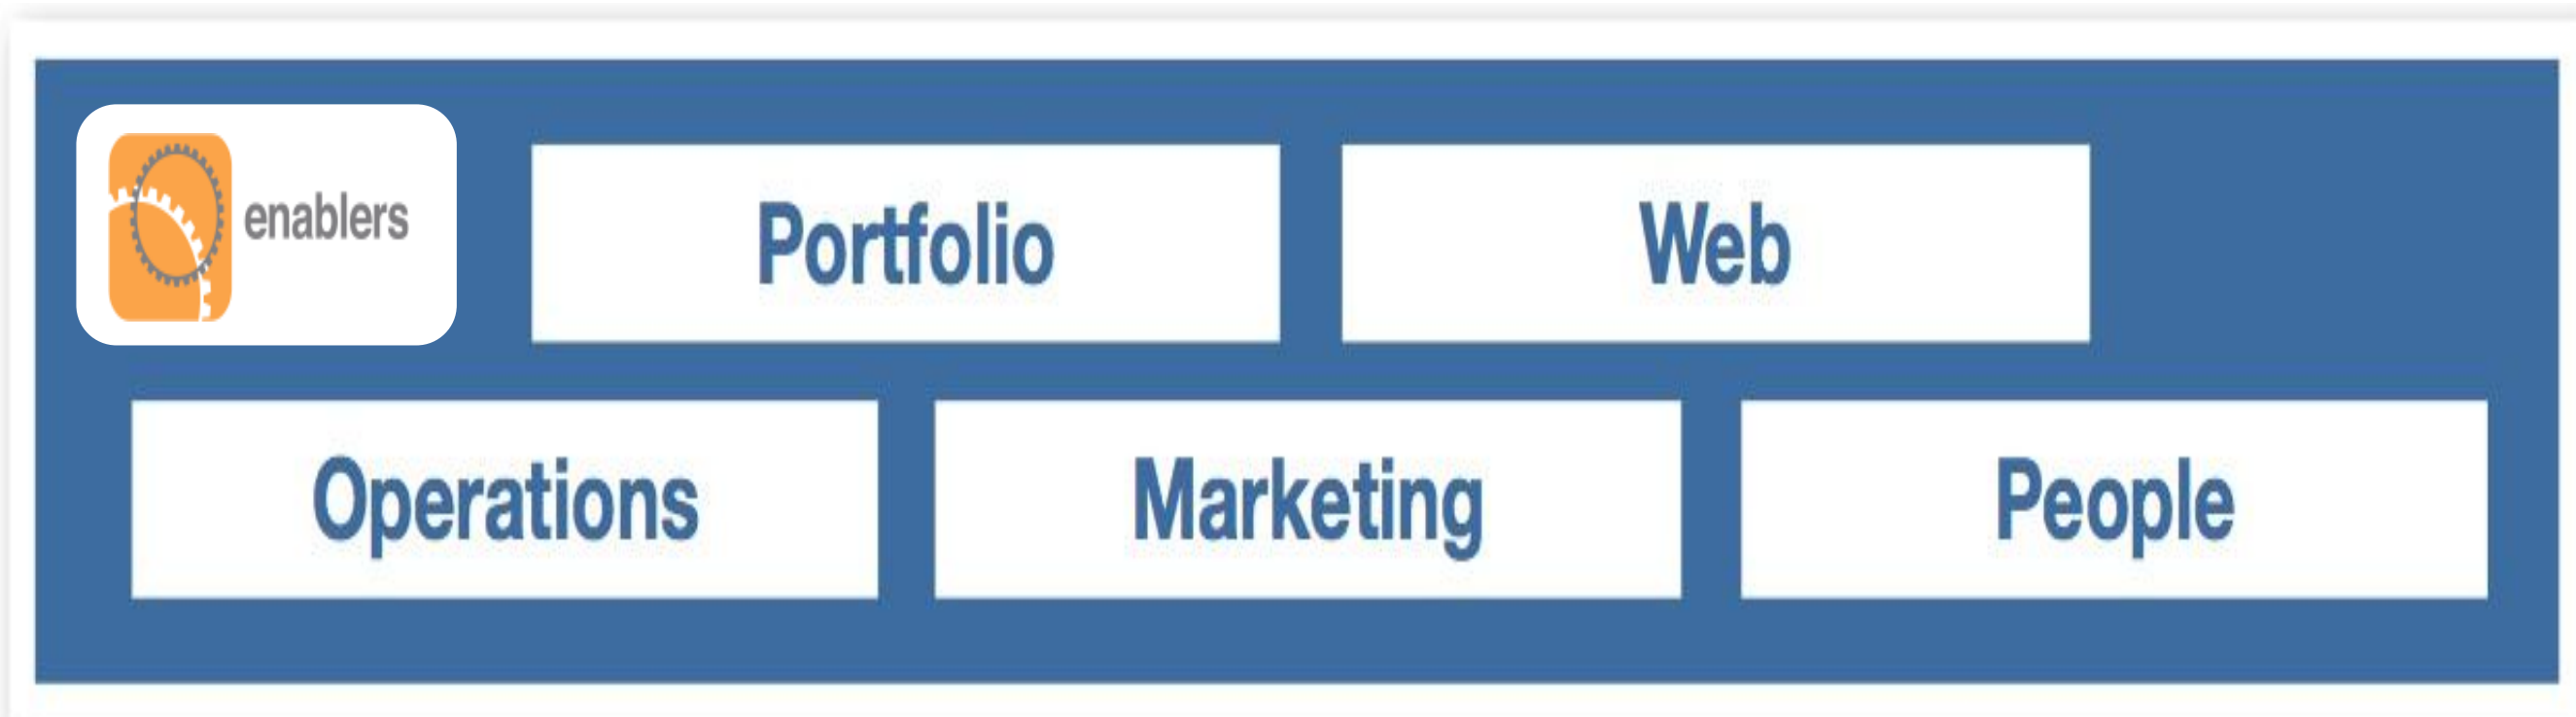 enablers
Portfolio
Web
Operations
Marketing
People